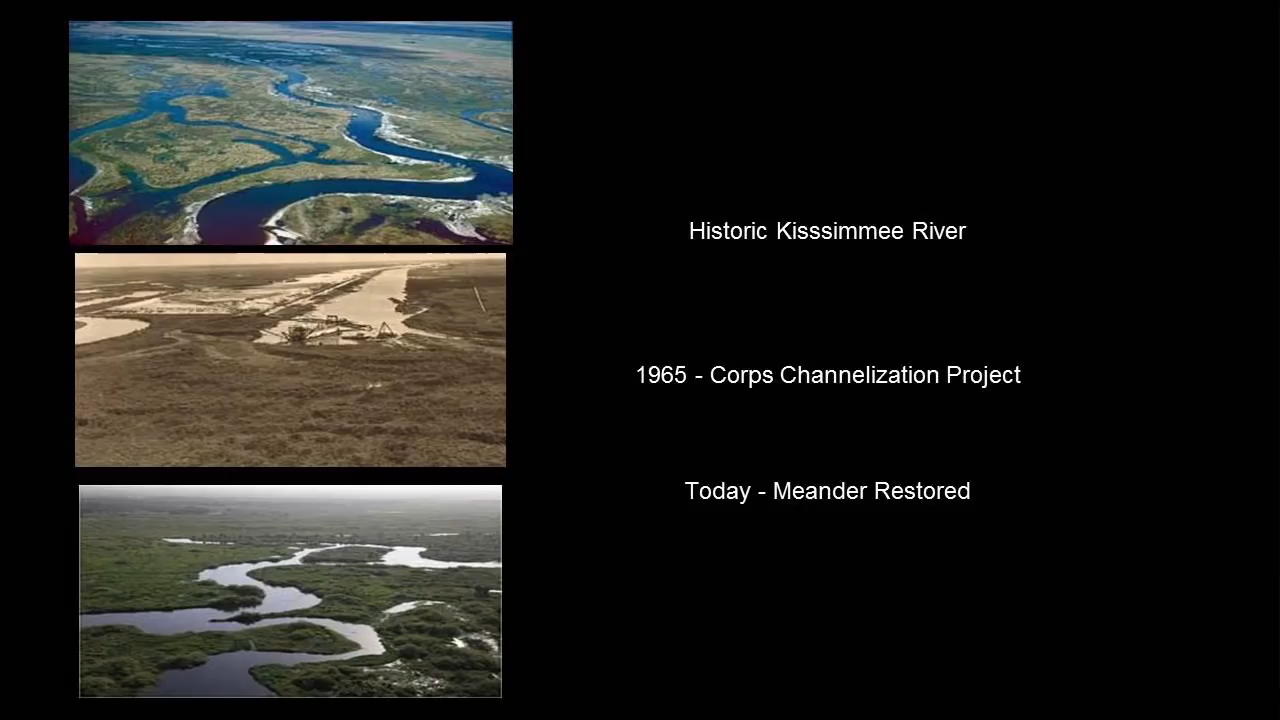 Historic Kisssimmee River
1965 - Corps Channelization Project
Today - Meander Restored